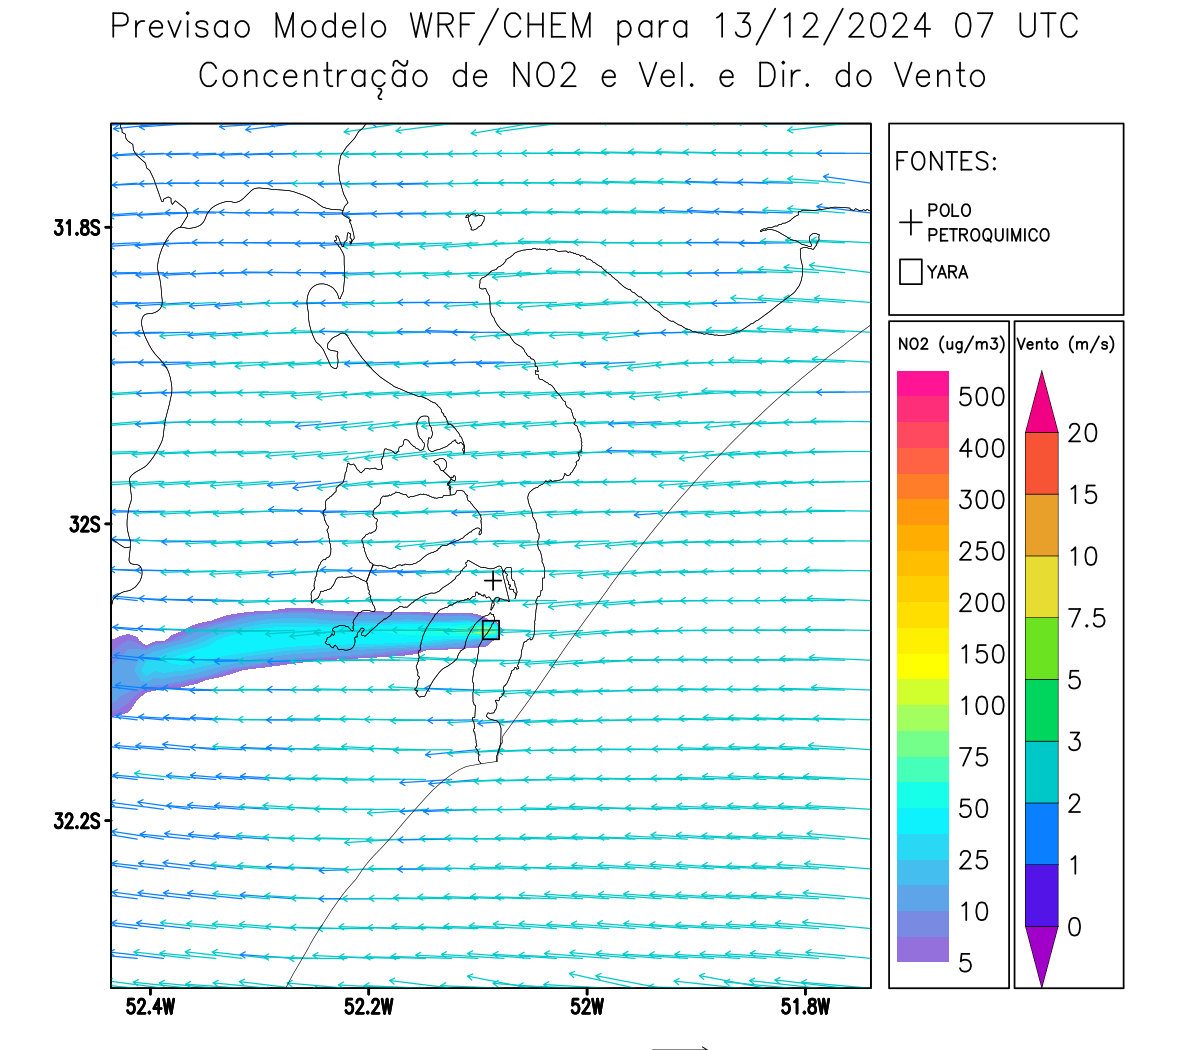 Previsao Modelo WRF/CHEM para 13/12/2024 07 UTC
Concentração de NO2 e Vel. e Dir. do Vento
FONTES:
POLO
PETROQUIMICO
YARA
NO2 (ug/m3)
500
400
300
250
200
150
100
75
50
25
10
5
Vento (m/s)
20
15
10
7.5
5
3
2
1
0
31.8S
32S
32.2S
52.4W
52.2W
52W
51.8W